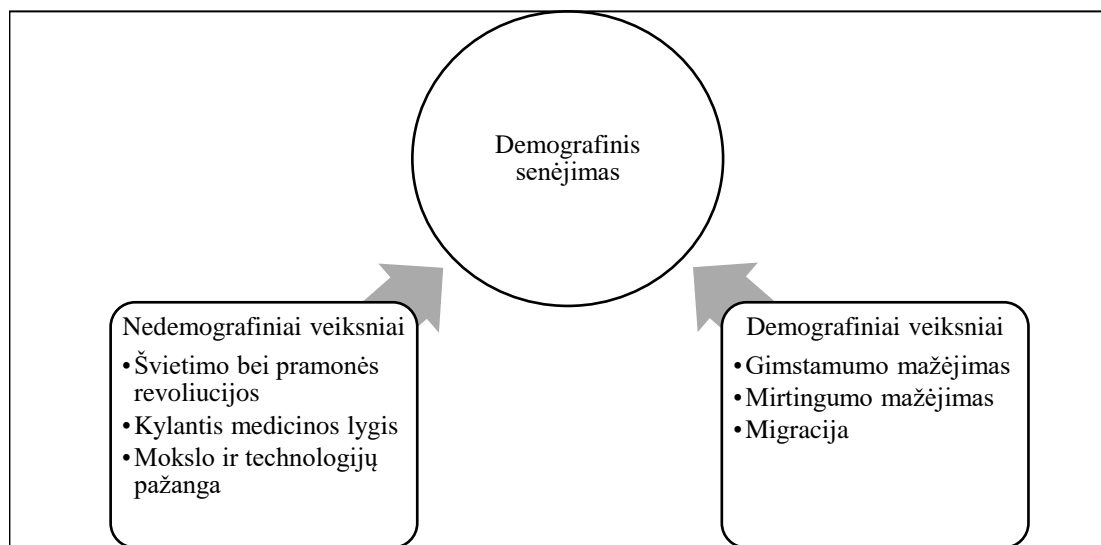 Demografinis
senėjimas
Nedemografiniai veiksniai
•Švietimo bei pramonės
revoliucijos
•Kylantis medicinos lygis
•Mokslo ir technologijų
pažanga
Demografiniai veiksniai
•Gimstamumo mažėjimas
•Mirtingumo mažėjimas
•Migracija